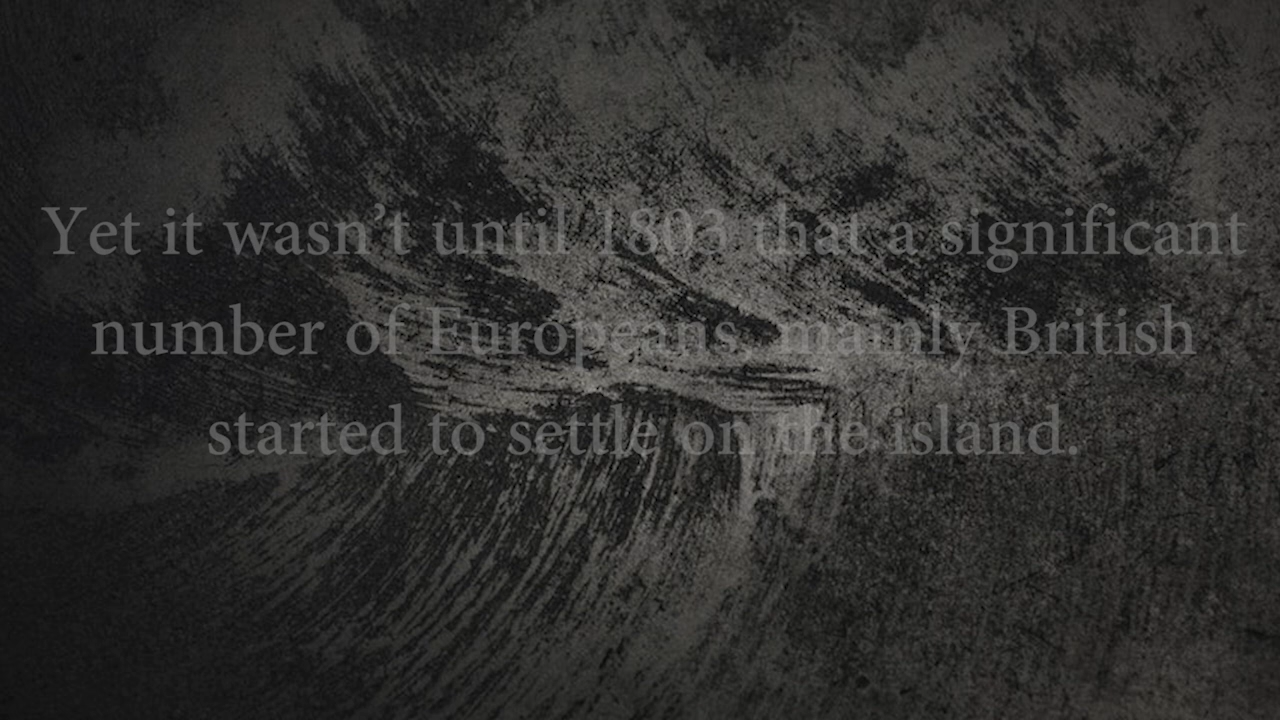 Yet it wasn’t until 1803 that a significant
number of Europeans, mainly British
started to settle on the island.